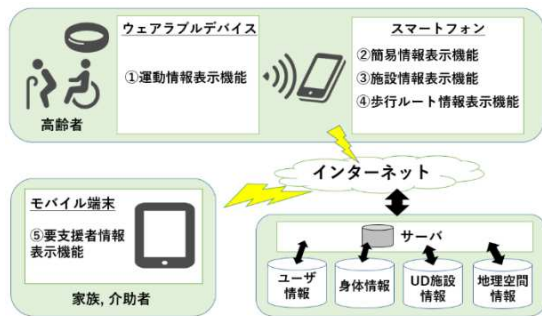 ウェアラブルデバイス
①運動情報表示機能
高齢者
スマートフォン
②簡易情報表示機能
③施設情報表示機能
④歩行ルート情報表示機能
インターネット
モバイル端末
⑤要支援者情報
表示機能
家族, 介助者
サーバ
ユーザ
情報
身体情報
UD施設
情報
地理空間
情報